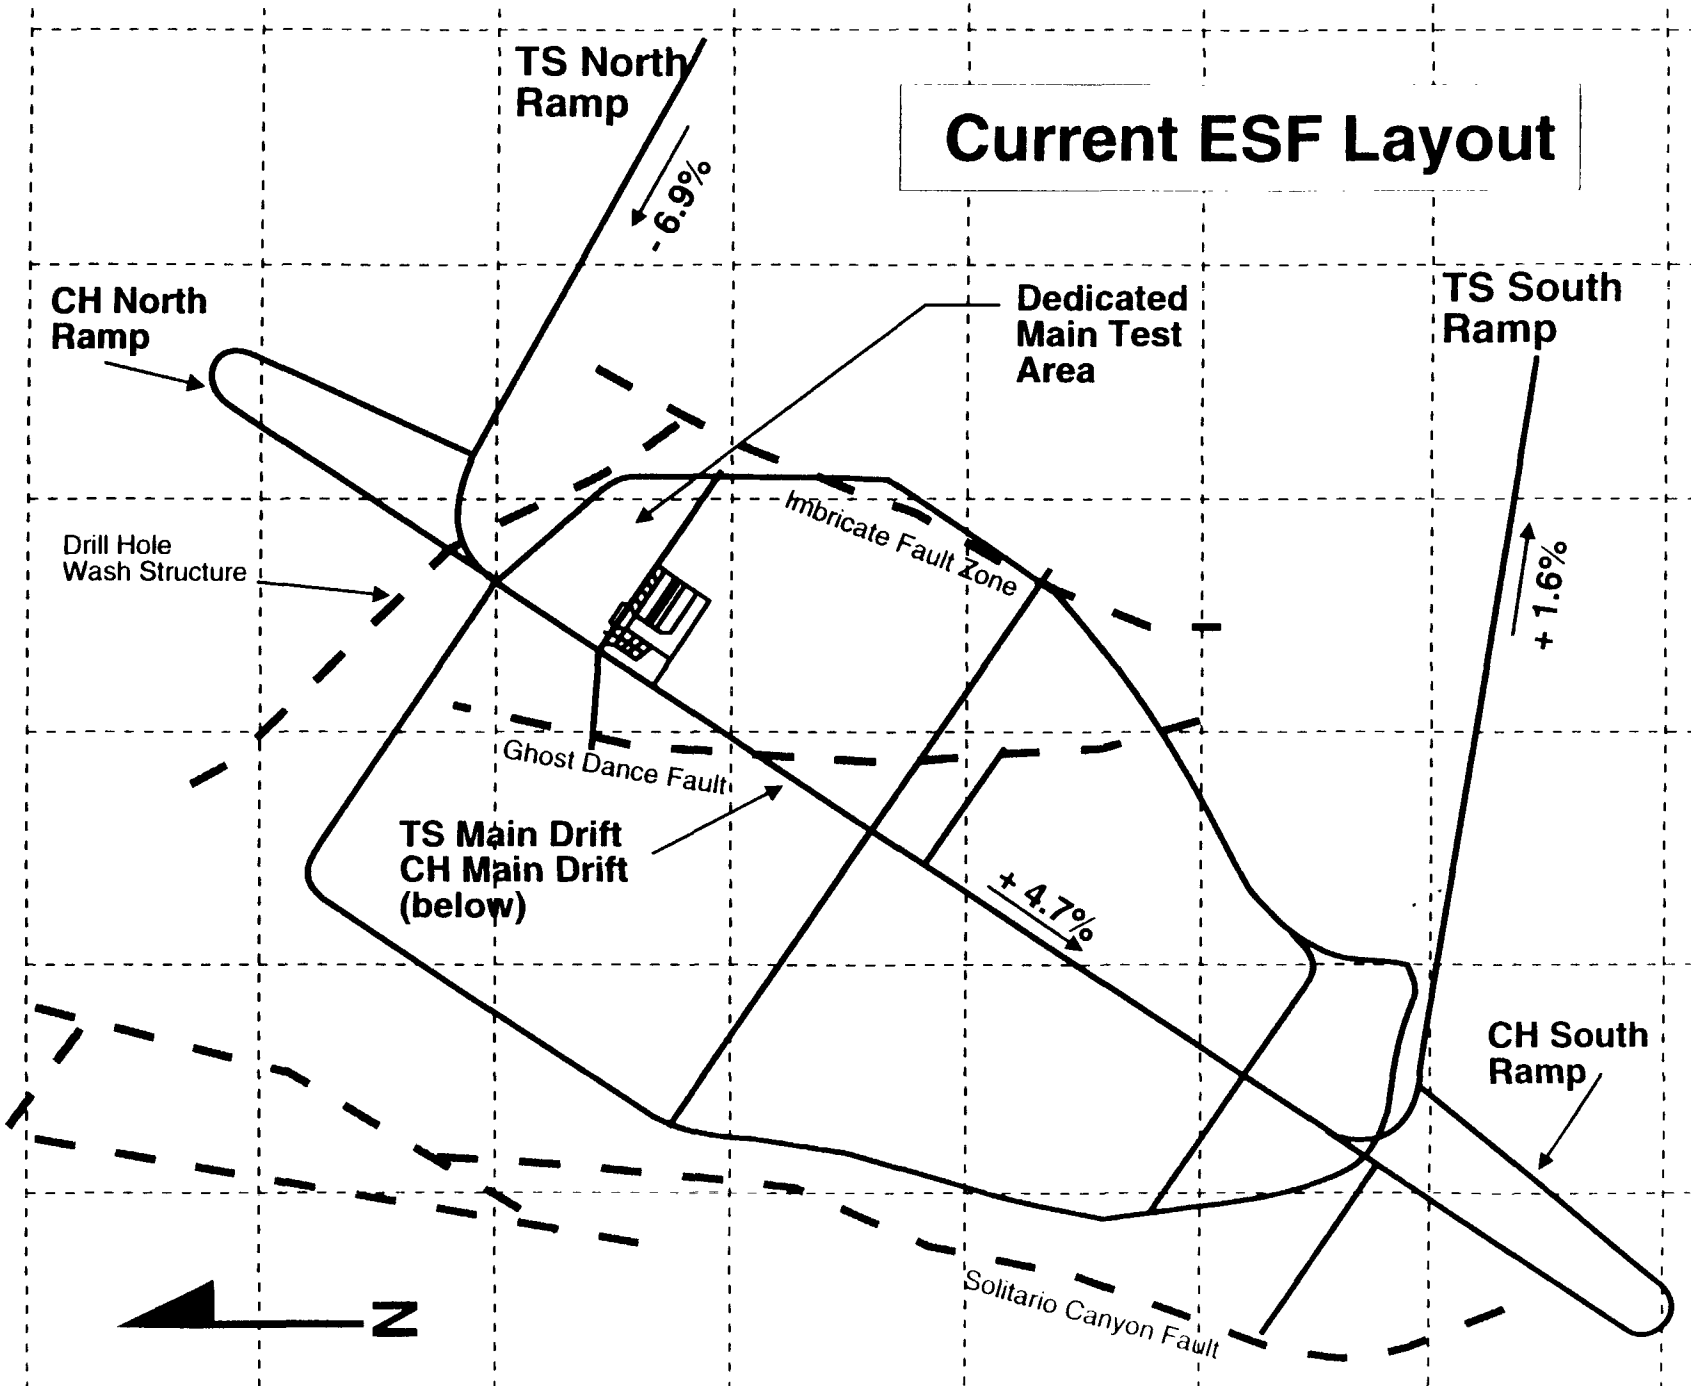 TS North
Ramp
Current ESF Layout
- 6.9%
CH North
Ramp
Dedicated
Main Test
Area
TS South
Ramp
Imbricate Fault Zone
Drill Hole
Wash Structure
+ 1.6%
Ghost Dance Fault
TS Main Drift
CH Main Drift
(below)
+ 4.7%
CH South
Ramp
Solitario Canyon Fault
N